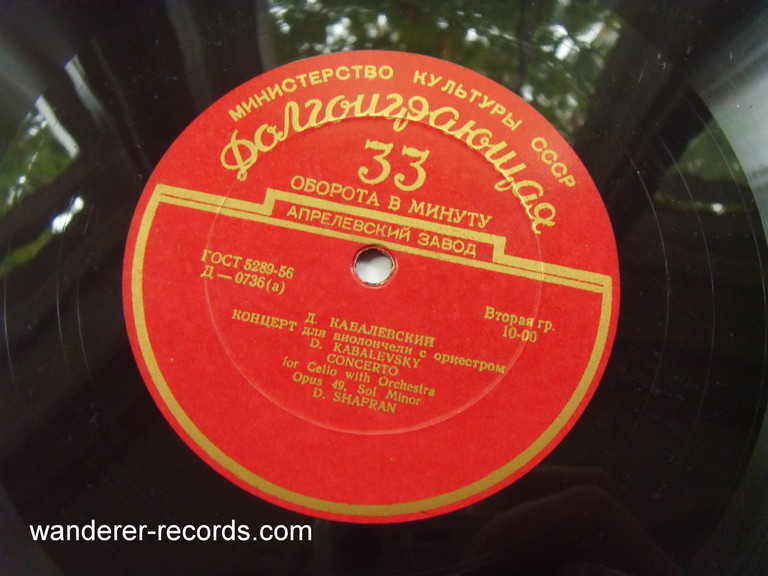 МИНИСТЕРСТВО КУЛЬТУРЫ СССР
Долгоиграющая
33
ОБОРОТА В МИНУТУ
АПРЕЛЕВСКИЙ ЗАВОД
ГОСТ 5289-56
Д—0736(а)
Вторая гр.
10-00
Д. КАБАЛЕВСКИЙ
КОНЦЕРТ для виолончели с оркестром
D. KABALEVSKY
CONCERTO
for Cello with Orchestra
Opus 49, Sol Minor
D. SHAFRAN
wanderer-records.com